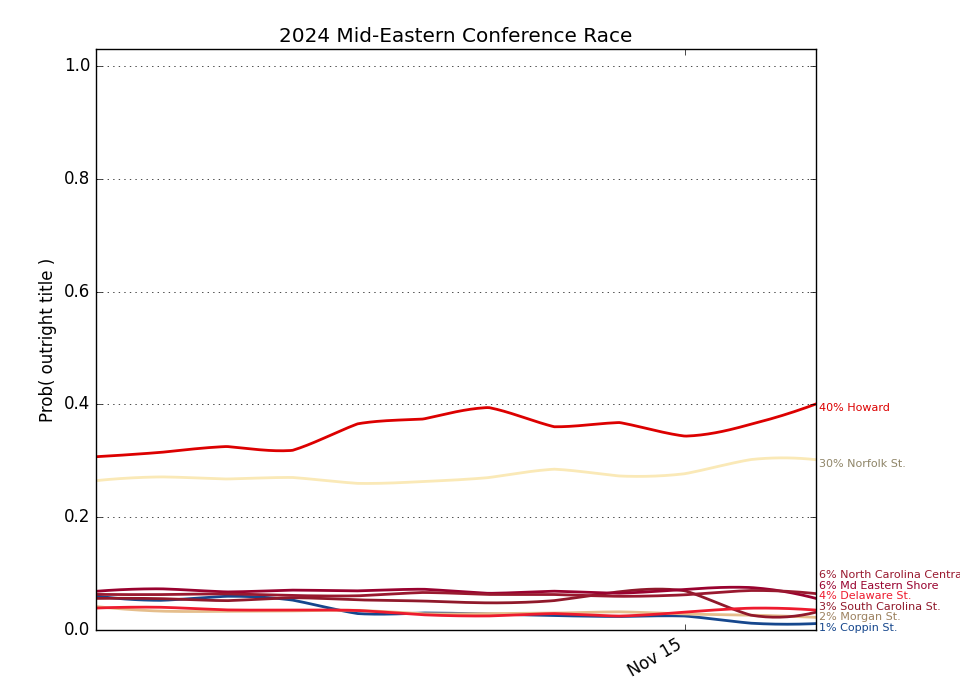 2024 Mid-Eastern Conference Race
1.0
0.8
0.6
0.4
0.2
0.0
Prob( outright title )
Nov 15
40% Howard
30% Norfolk St.
6% North Carolina Centra
6% Md Eastern Shore
4% Delaware St.
3% South Carolina St.
2% Morgan St.
1% Coppin St.